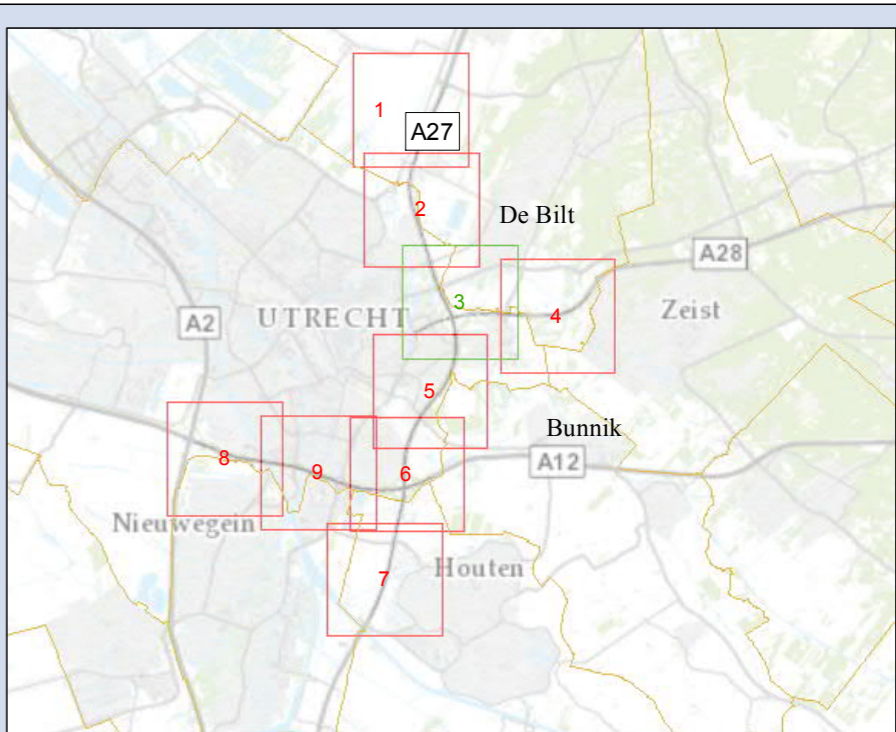 1
A27
2
De Bilt
A28
3
UTRECHT
A2
4
Zeist
5
Bunnik
8
9
6
A12
Nieuwegein
7
Houten